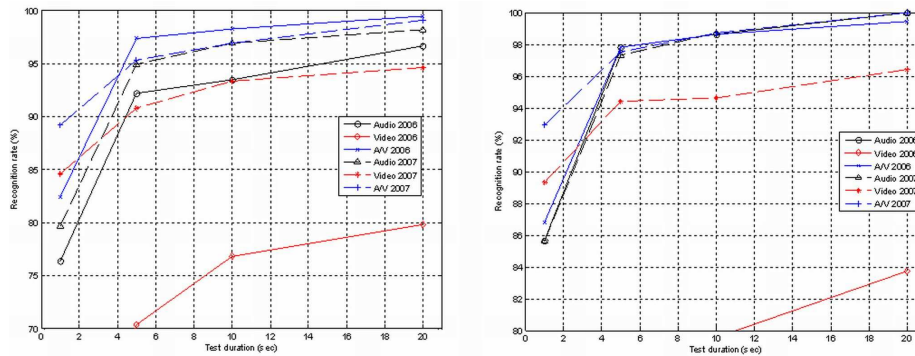 100
95
90
85
80
75
70
Recognition rate (%)
0 2 4 6 8 10 12 14 16 18 20
Test duration (sec)
Audio 2006
Video 2006
A/V 2006
Audio 2007
Video 2007
A/V 2007
100
98
96
94
92
90
88
86
84
82
80
Recognition rate (%)
0 2 4 6 8 10 12 14 16 18 20
Test duration (sec)
Audio 2006
Video 2006
A/V 2006
Audio 2007
Video 2007
A/V 2007